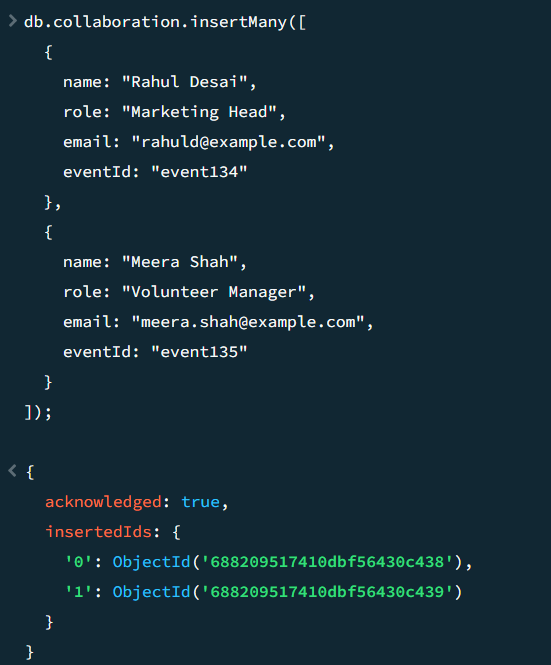 db.collaboration.insertMany([
{
name: "Rahul Desai",
role: "Marketing Head",
email: "rahuld@example.com",
eventId: "event134"
},
{
name: "Meera Shah",
role: "Volunteer Manager",
email: "meera.shah@example.com",
eventId: "event135"
}
]);
{
acknowledged: true,
insertedIds: {
'0': ObjectId('688209517410dbf56430c438'),
'1': ObjectId('688209517410dbf56430c439')
}
}